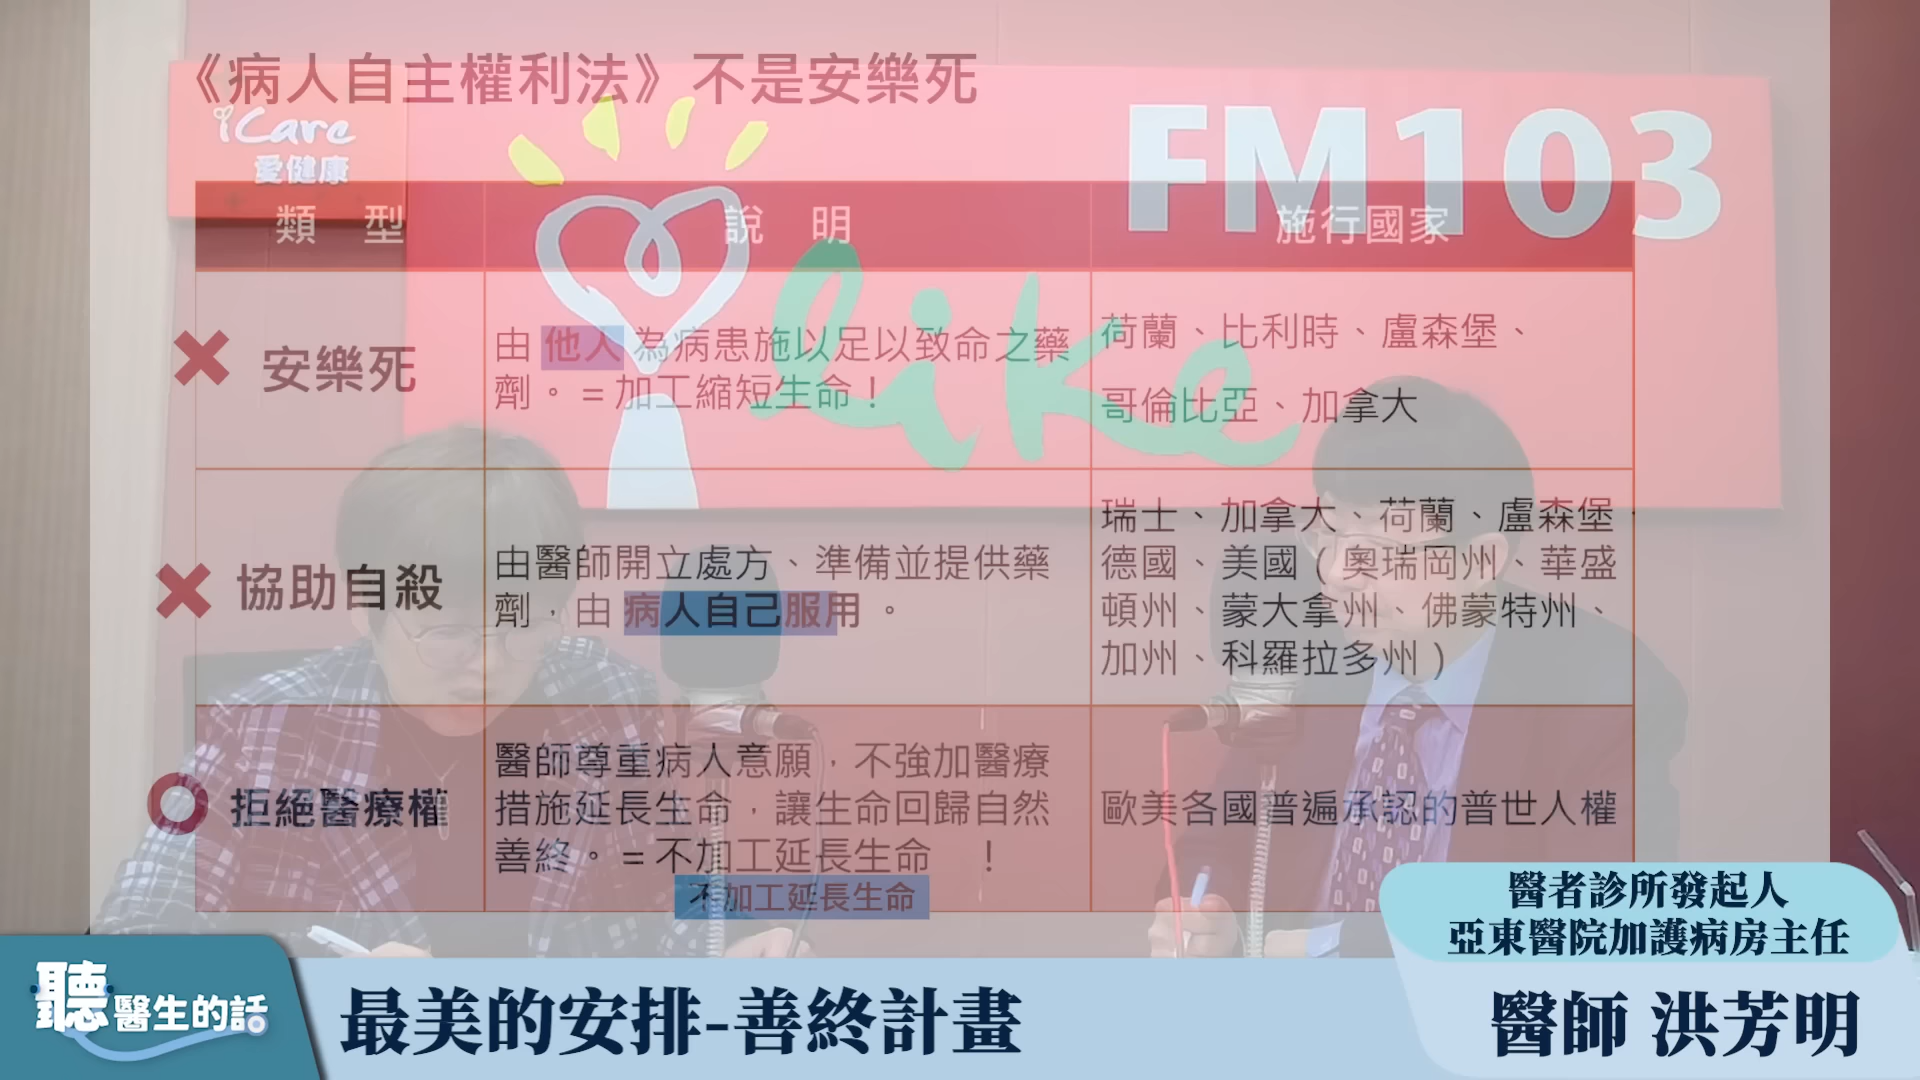 《病人自主權利法》不是安樂死
iCare
愛健康
FM103
like
類 型
說 明
施行國家
安樂死
由 他人 為病患施以足以致命之藥
劑。=加工縮短生命！
荷蘭、比利時、盧森堡、
哥倫比亞、加拿大
協助自殺
由醫師開立處方、準備並提供藥
劑，由 病人自己服用 。
瑞士、加拿大、荷蘭、盧森堡、
德國、美國（奧瑞岡州、華盛
頓州、蒙大拿州、佛蒙特州、
加州、科羅拉多州）
拒絕醫療權
醫師尊重病人意願，不強加醫療
措施延長生命，讓生命回歸自然
善終。=不加工延長生命 ！
不加工延長生命
歐美各國普遍承認的普世人權
醫者診所發起人
亞東醫院加護病房主任
聽醫生的話
最美的安排-善終計畫
醫師 洪芳明